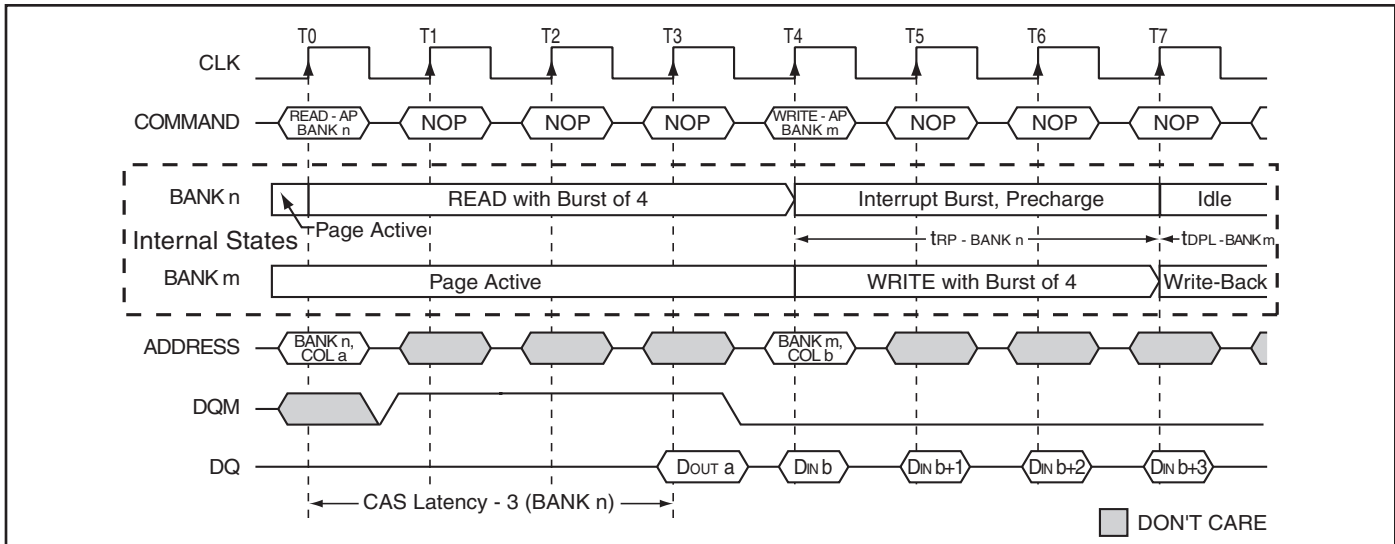 T0 T1 T2 T3 T4 T5 T6 T7
CLK
COMMAND READ - AP BANK n NOP NOP NOP WRITE - AP BANK m NOP NOP NOP
BANK n READ with Burst of 4 Interrupt Burst, Precharge Idle
Page Active
Internal States tRP - BANK n tDPL - BANK m
BANK m Page Active WRITE with Burst of 4 Write-Back
ADDRESS BANK n, COL a BANK m, COL b
DQM
DQ DOUT a DIN b DIN b+1 DIN b+2 DIN b+3
CAS Latency - 3 (BANK n)
DON'T CARE